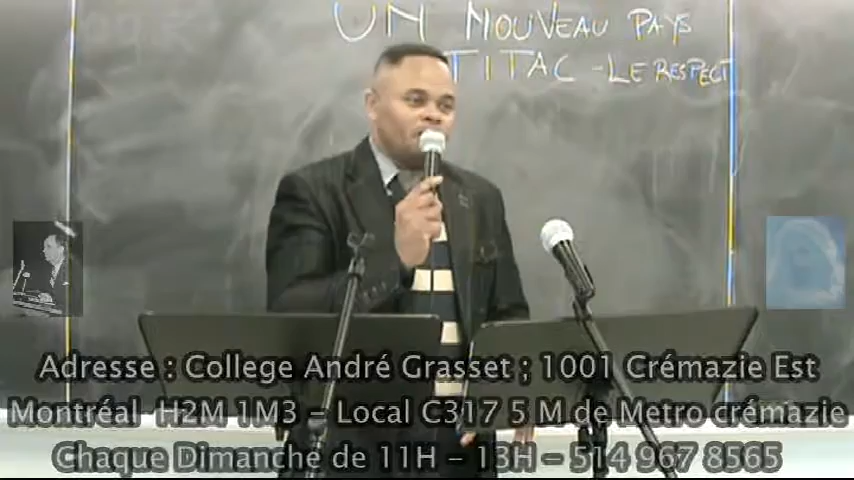 UN NOUVEAU PAYS
TITAC - LE RESPECT
Adresse : College André Grasset ; 1001 Crémazie Est
Montréal H2M 1M3 – Local C317 5 M de Metro crémazie
Chaque Dimanche de 11H – 13H – 514 967 8565